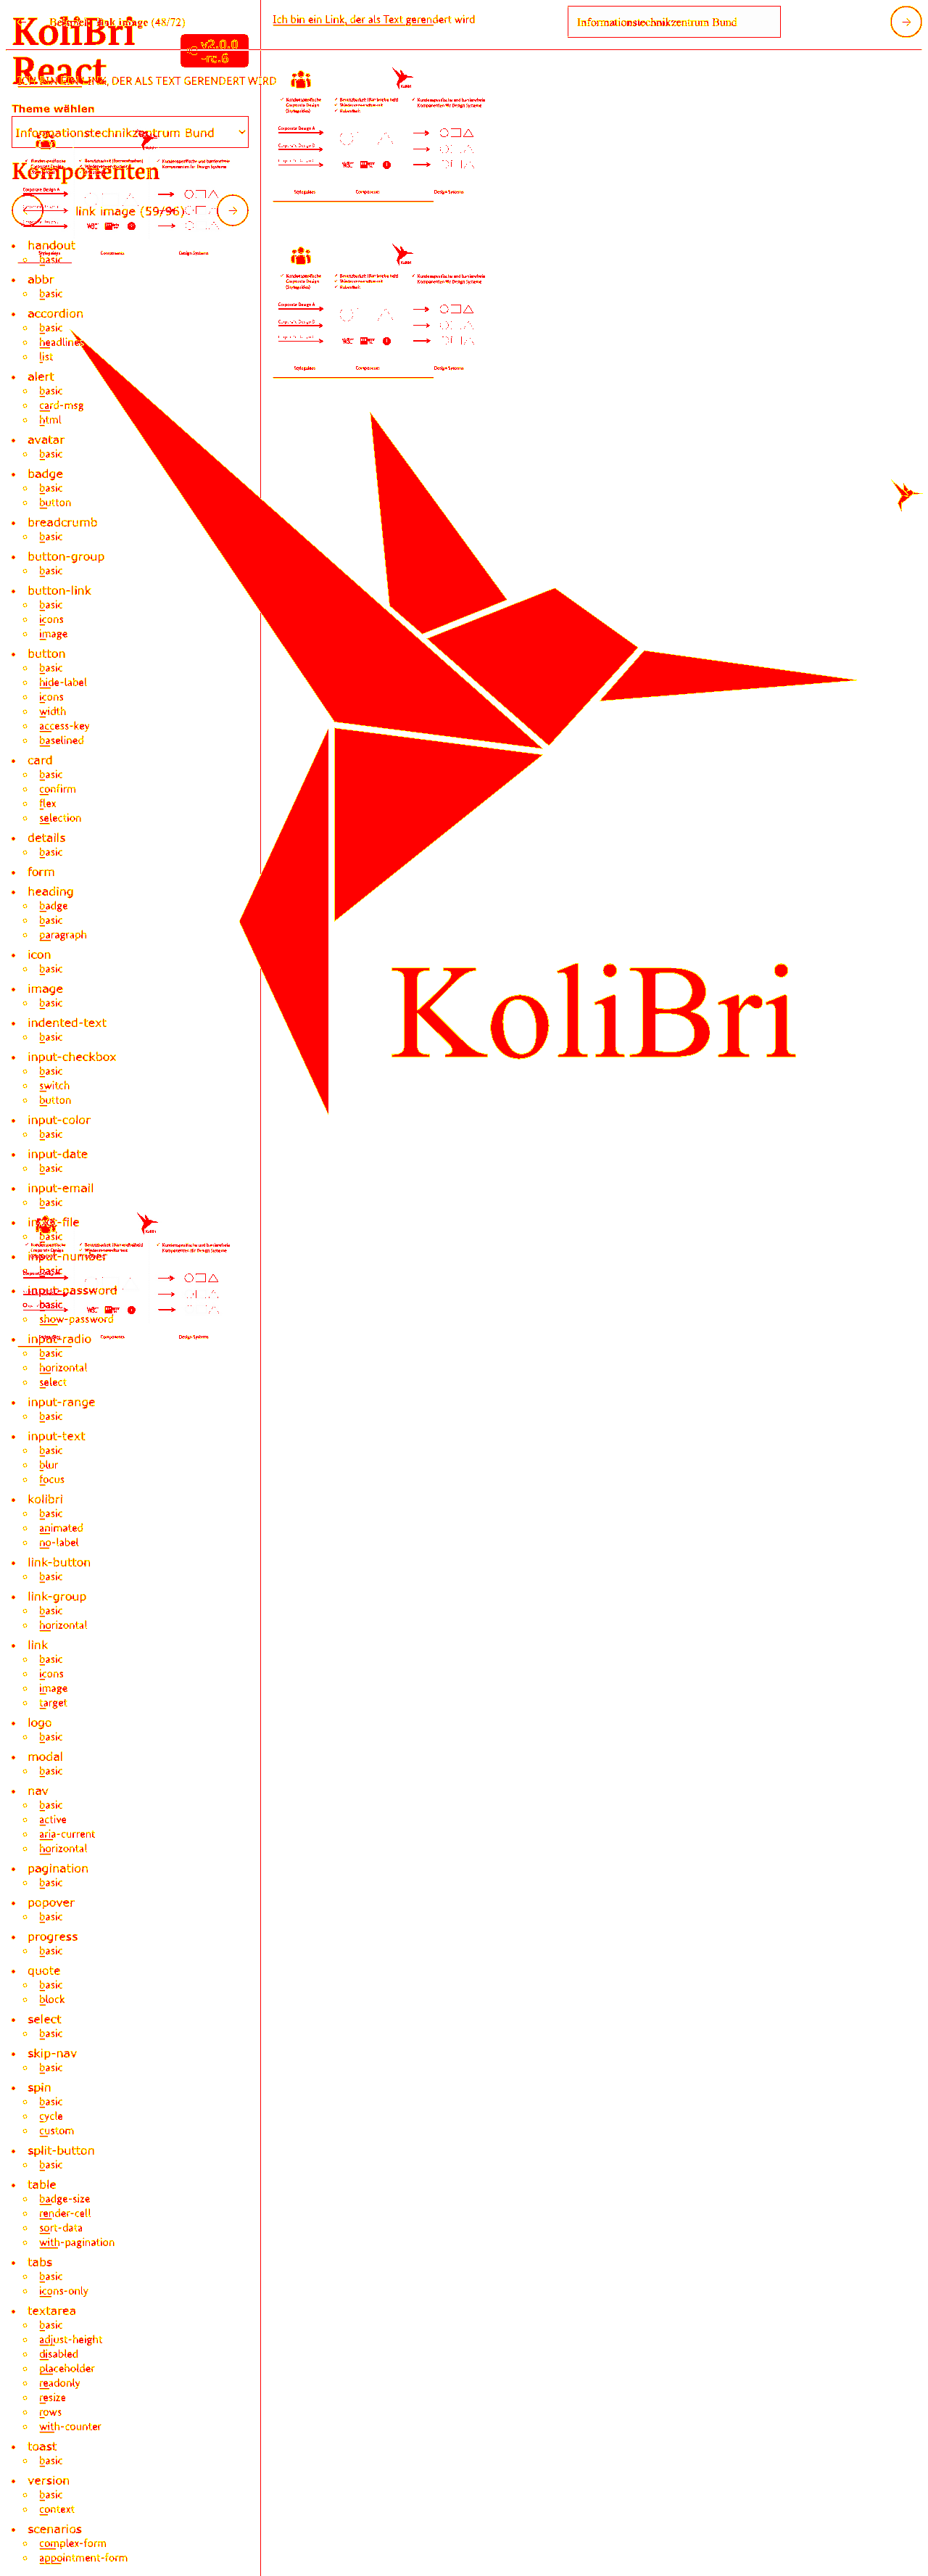 KoliBri
React
v2.0.0
-rc.6
link image (48/72)
Ich bin ein Link, der als Text gerendert wird
Informationstechnikzentrum Bund
DER ALS TEXT GERENDERT WIRD
Theme wählen
Informationstechnikzentrum Bund
Komponenten
link image (59/96)
handout
basic
abbr
basic
accordion
basic
headlines
list
alert
basic
card-msg
html
avatar
basic
badge
basic
button
breadcrumb
basic
button-group
basic
button-link
basic
icons
image
button
basic
hide-label
icons
width
access-key
baselined
card
basic
confirm
flex
selection
details
basic
form
heading
badge
basic
paragraph
icon
basic
image
basic
indented-text
basic
input-checkbox
basic
switch
button
input-color
basic
input-date
basic
input-email
basic
input-file
basic
input-number
basic
input-password
basic
show-password
input-radio
basic
horizontal
select
input-range
basic
input-text
basic
blur
focus
kolibri
basic
animated
no-label
link-button
basic
link-group
basic
horizontal
link
basic
icons
image
target
logo
basic
modal
basic
nav
basic
active
aria-current
horizontal
pagination
basic
popover
basic
progress
basic
quote
basic
block
select
basic
skip-nav
basic
spin
basic
cycle
custom
split-button
basic
table
badge-size
render-cell
sort-data
with-pagination
tabs
basic
icons-only
textarea
basic
adjust-height
disabled
placeholder
readonly
resize
rows
with-counter
toast
basic
version
basic
context
scenarios
complex-form
appointment-form
Corporate Design A
Design Systeme
Corporate Design A
Design Systeme
KoliBri